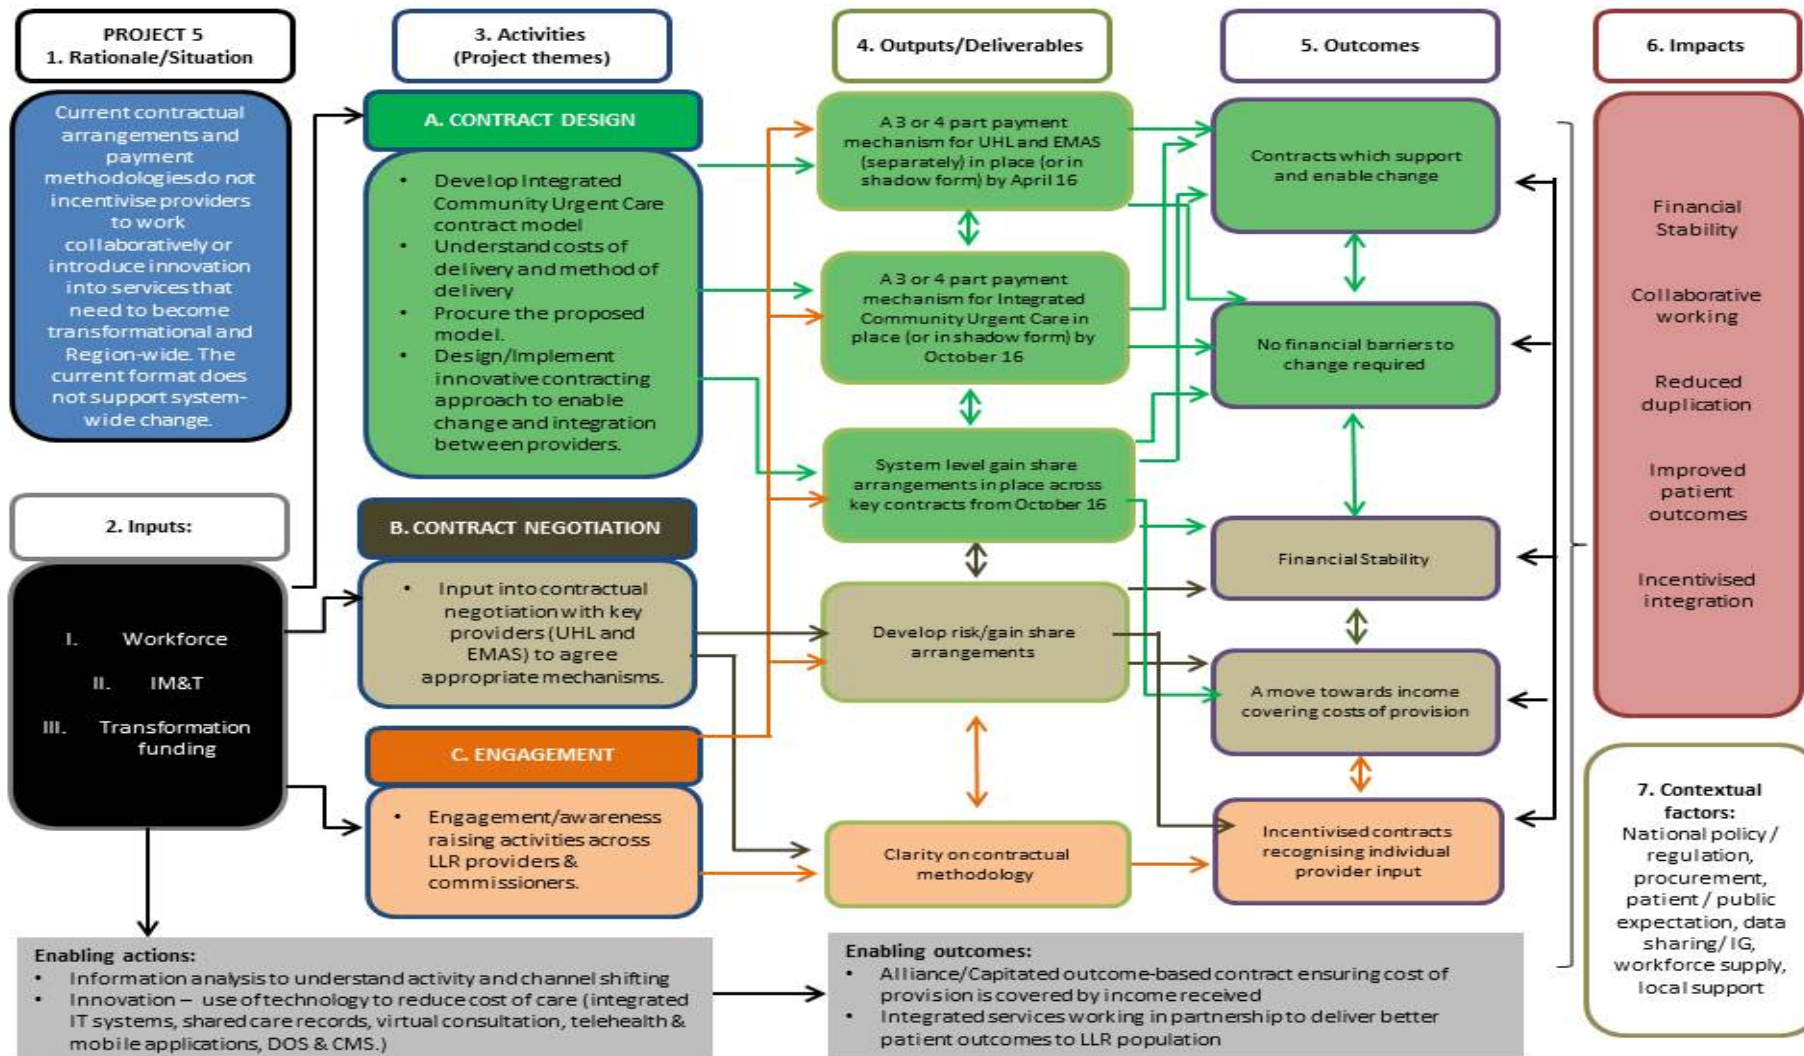 PROJECT 5
1. Rationale/Situation
Current contractual
arrangements and
payment
methodologies do not
incentivise providers
to work
collaboratively or
introduce innovation
into services that
need to become
transformational and
Region-wide. The
current format does
not support system-
wide change.
2. Inputs:
I. Workforce
II. IM&T
III. Transformation
funding
3. Activities
(Project themes)
A. CONTRACT DESIGN
• Develop Integrated
Community Urgent Care
contract model
• Understand costs of
delivery and method of
delivery
• Procure the proposed
model.
• Design/Implement
innovative contracting
approach to enable
change and integration
between providers.
B. CONTRACT NEGOTIATION
• Input into contractual
negotiation with key
providers (UHL and
EMAS) to agree
appropriate mechanisms.
C. ENGAGEMENT
• Engagement/awareness
raising activities across
LLR providers &
commissioners.
4. Outputs/Deliverables
A 3 or 4 part payment
mechanism for UHL and EMAS
(separately) in place (or in
shadow form) by April 16
A 3 or 4 part payment
mechanism for Integrated
Community Urgent Care in
place (or in shadow form) by
October 16
System level gain share
arrangements in place across
key contracts from October 16
Develop risk/gain share
arrangements
Clarity on contractual
methodology
5. Outcomes
Contracts which support
and enable change
No financial barriers to
change required
Financial Stability
A move towards income
covering costs of provision
Incentivised contracts
recognising individual
provider input
6. Impacts
Financial
Stability
Collaborative
working
Reduced
duplication
Improved
patient
outcomes
Incentivised
integration
7. Contextual
factors:
National policy /
regulation,
procurement,
patient / public
expectation, data
sharing/ IG,
workforce supply,
local support
Enabling actions:
• Information analysis to understand activity and channel shifting
• Innovation – use of technology to reduce cost of care (integrated
IT systems, shared care records, virtual consultation, telehealth &
mobile applications, DOS & CMS.)
Enabling outcomes:
• Alliance/Capitated outcome-based contract ensuring cost of
provision is covered by income received
• Integrated services working in partnership to deliver better
patient outcomes to LLR population